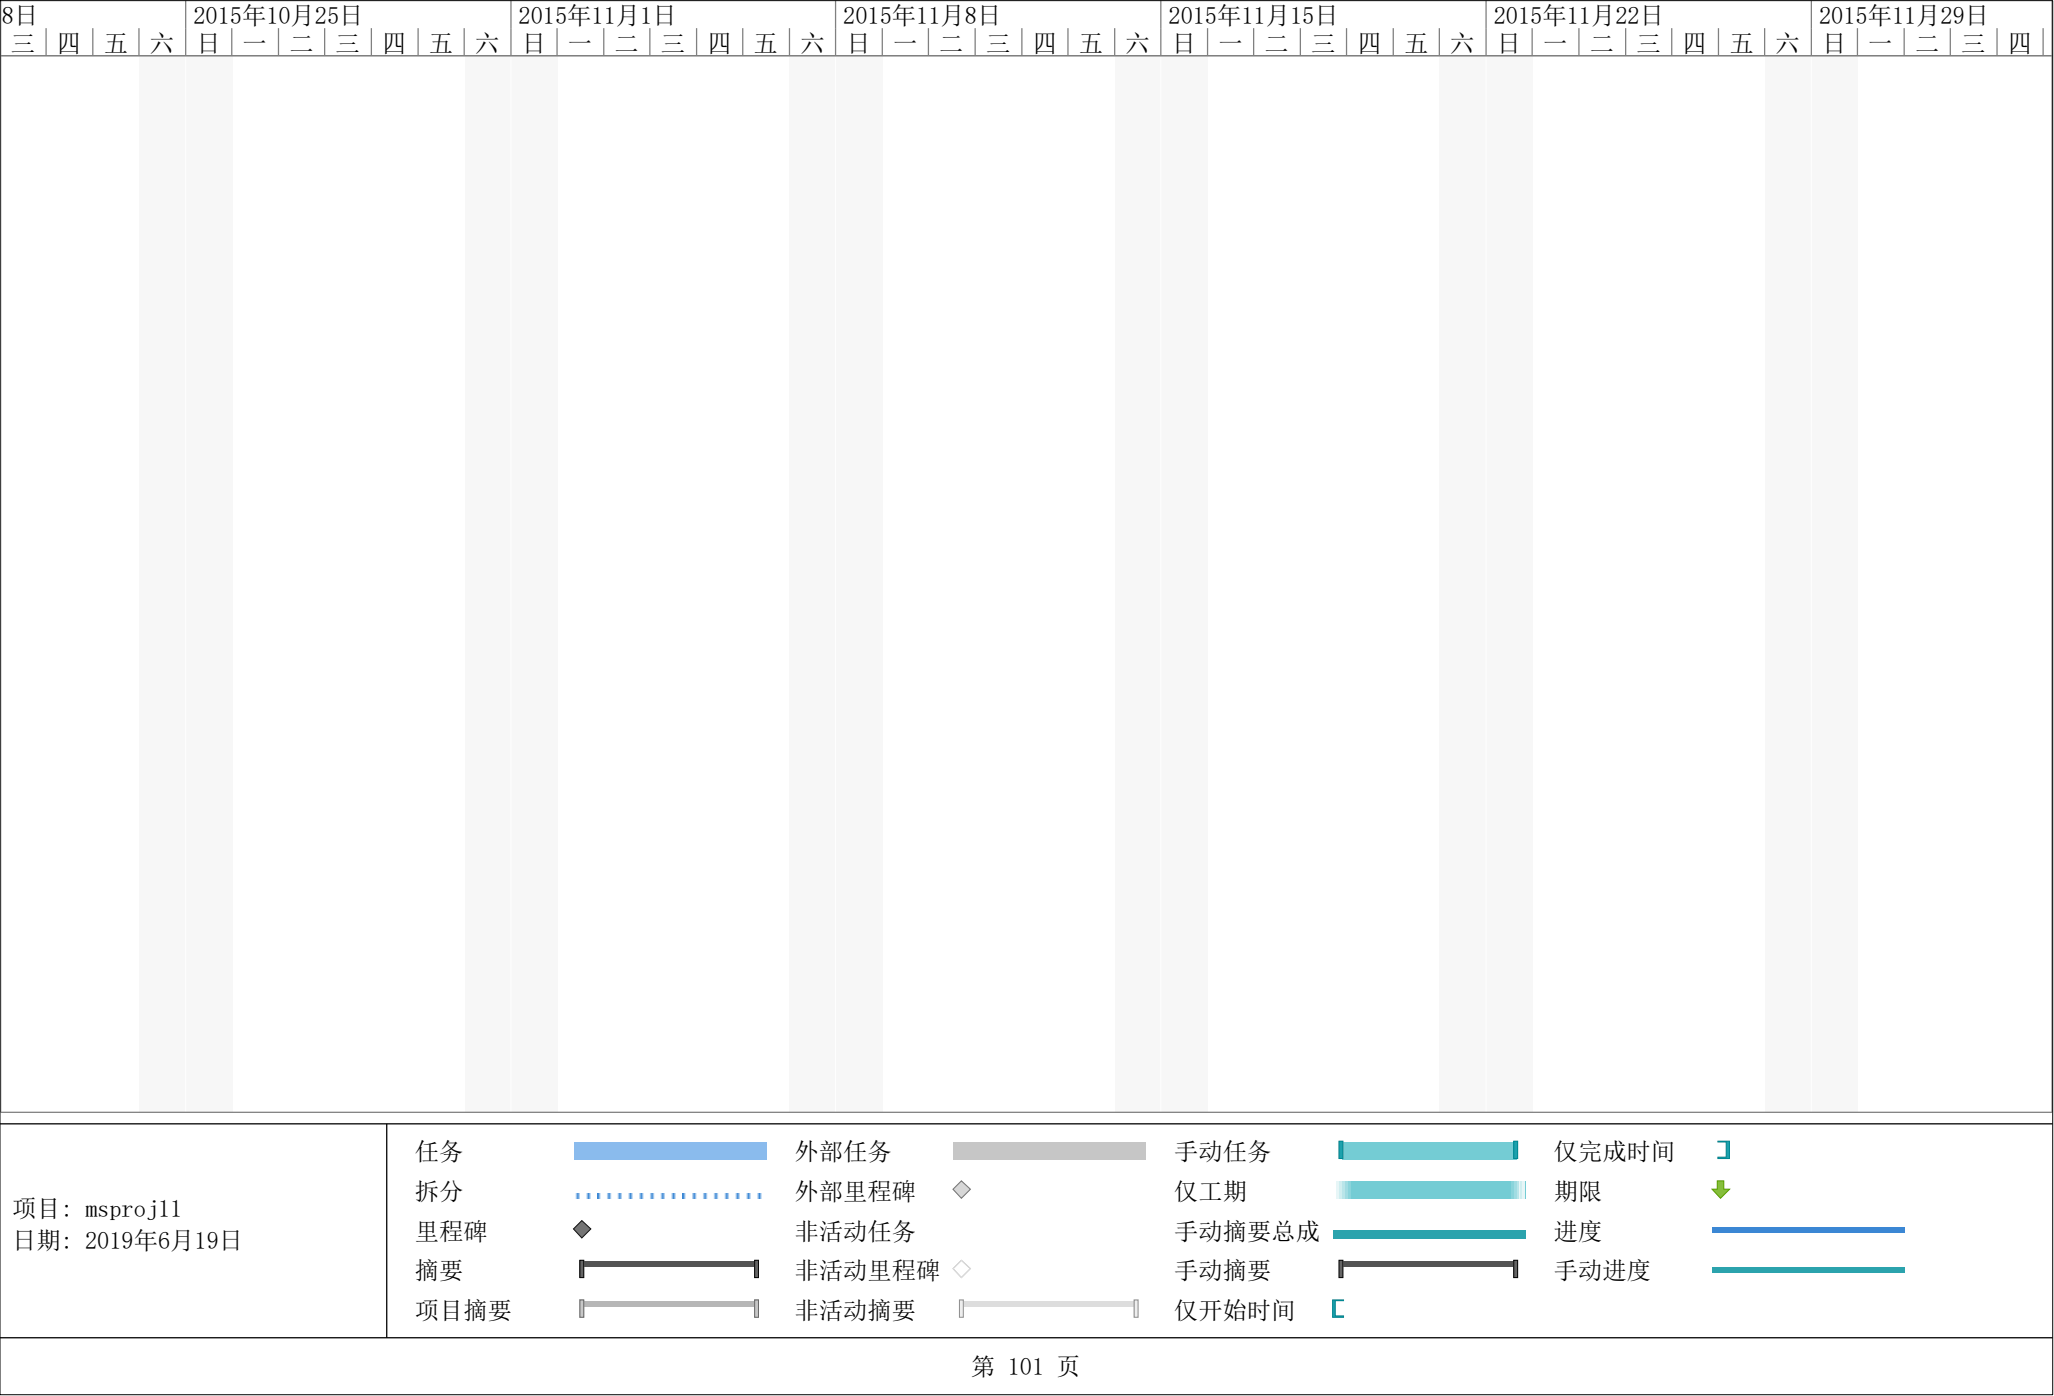 8日 2015年10月25日 2015年11月1日 2015年11月8日 2015年11月15日 2015年11月22日 2015年11月29日
三 四 五 六 日 一 二 三 四 五 六 日 一 二 三 四 五 六 日 一 二 三 四 五 六 日 一 二 三 四 五 六 日 一 二 三 四 五 六 日 一 二 三 四
项目: msproj11
日期: 2019年6月19日
任务
拆分
里程碑
摘要
项目摘要
外部任务
外部里程碑
非活动任务
非活动里程碑
非活动摘要
手动任务
仅工期
手动摘要总成
手动摘要
仅开始时间
仅完成时间
期限
进度
手动进度
第 101 页